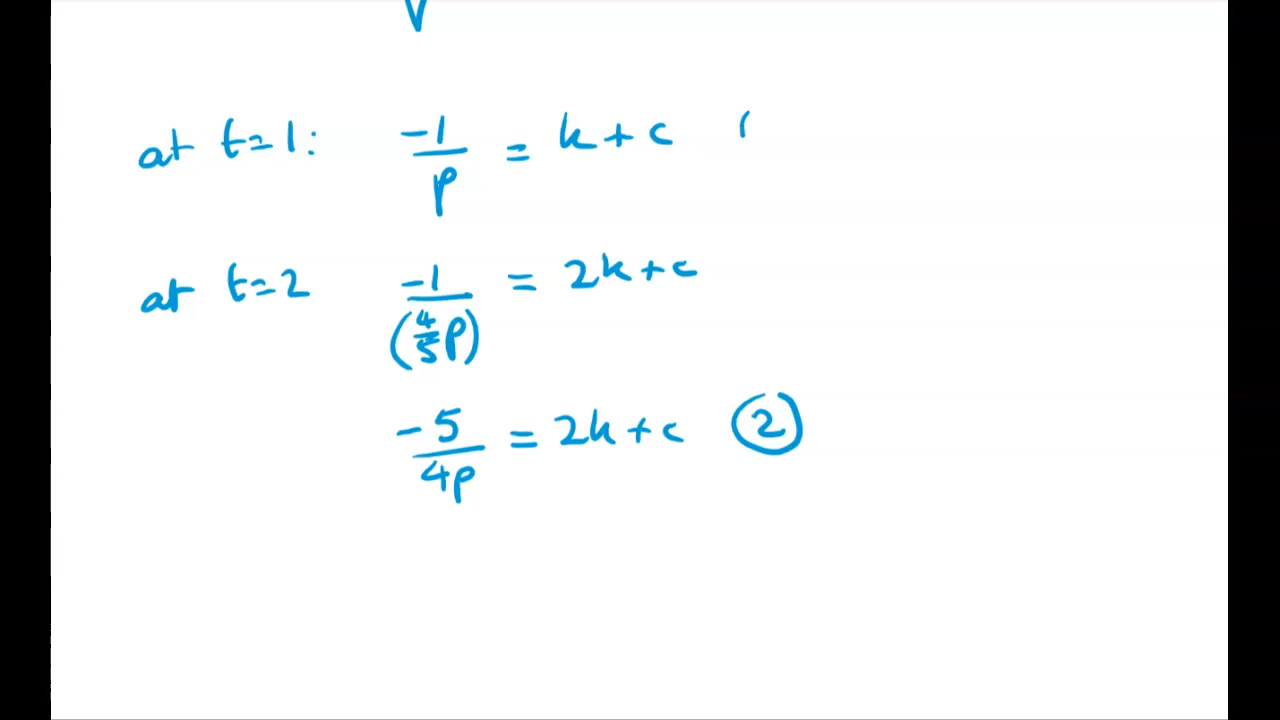 V
at t=1: -1/p = k+c (
at t=2 -1/(4/5 p) = 2k+c
-5/4p = 2k+c ②